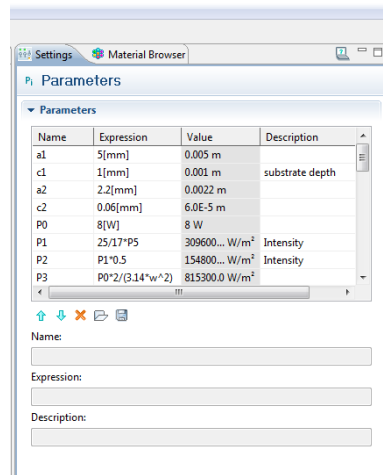 Settings Material Browser
Pi Parameters
Parameters
Name Expression Value Description
a1 5[mm] 0.005 m
c1 1[mm] 0.001 m substrate depth
a2 2.2[mm] 0.0022 m
c2 0.06[mm] 6.0E-5 m
P0 8[W] 8 W
P1 25/17*P5 309600... W/m² Intensity
P2 P1*0.5 154800... W/m² Intensity
P3 P0*2/(3.14*w^2) 815300.0 W/m²
Name:
Expression:
Description: